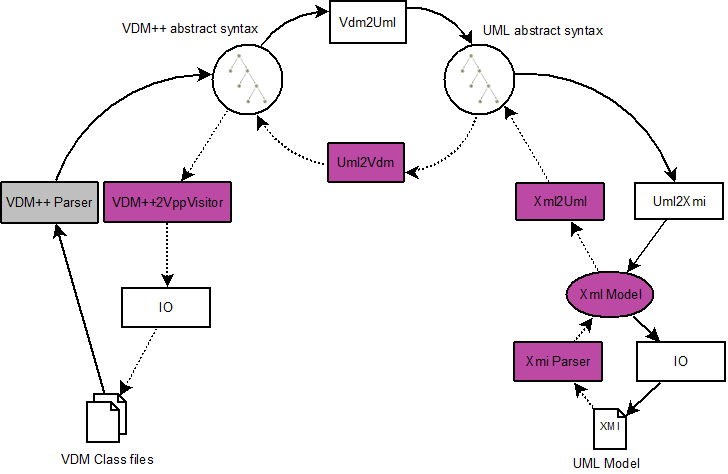 VDM++ abstract syntax
Vdm2Uml
UML abstract syntax
Uml2Vdm
VDM++ Parser
VDM++2VppVisitor
Xml2Uml
Uml2Xmi
IO
Xml Model
Xmi Parser
IO
XMI
VDM Class files
UML Model